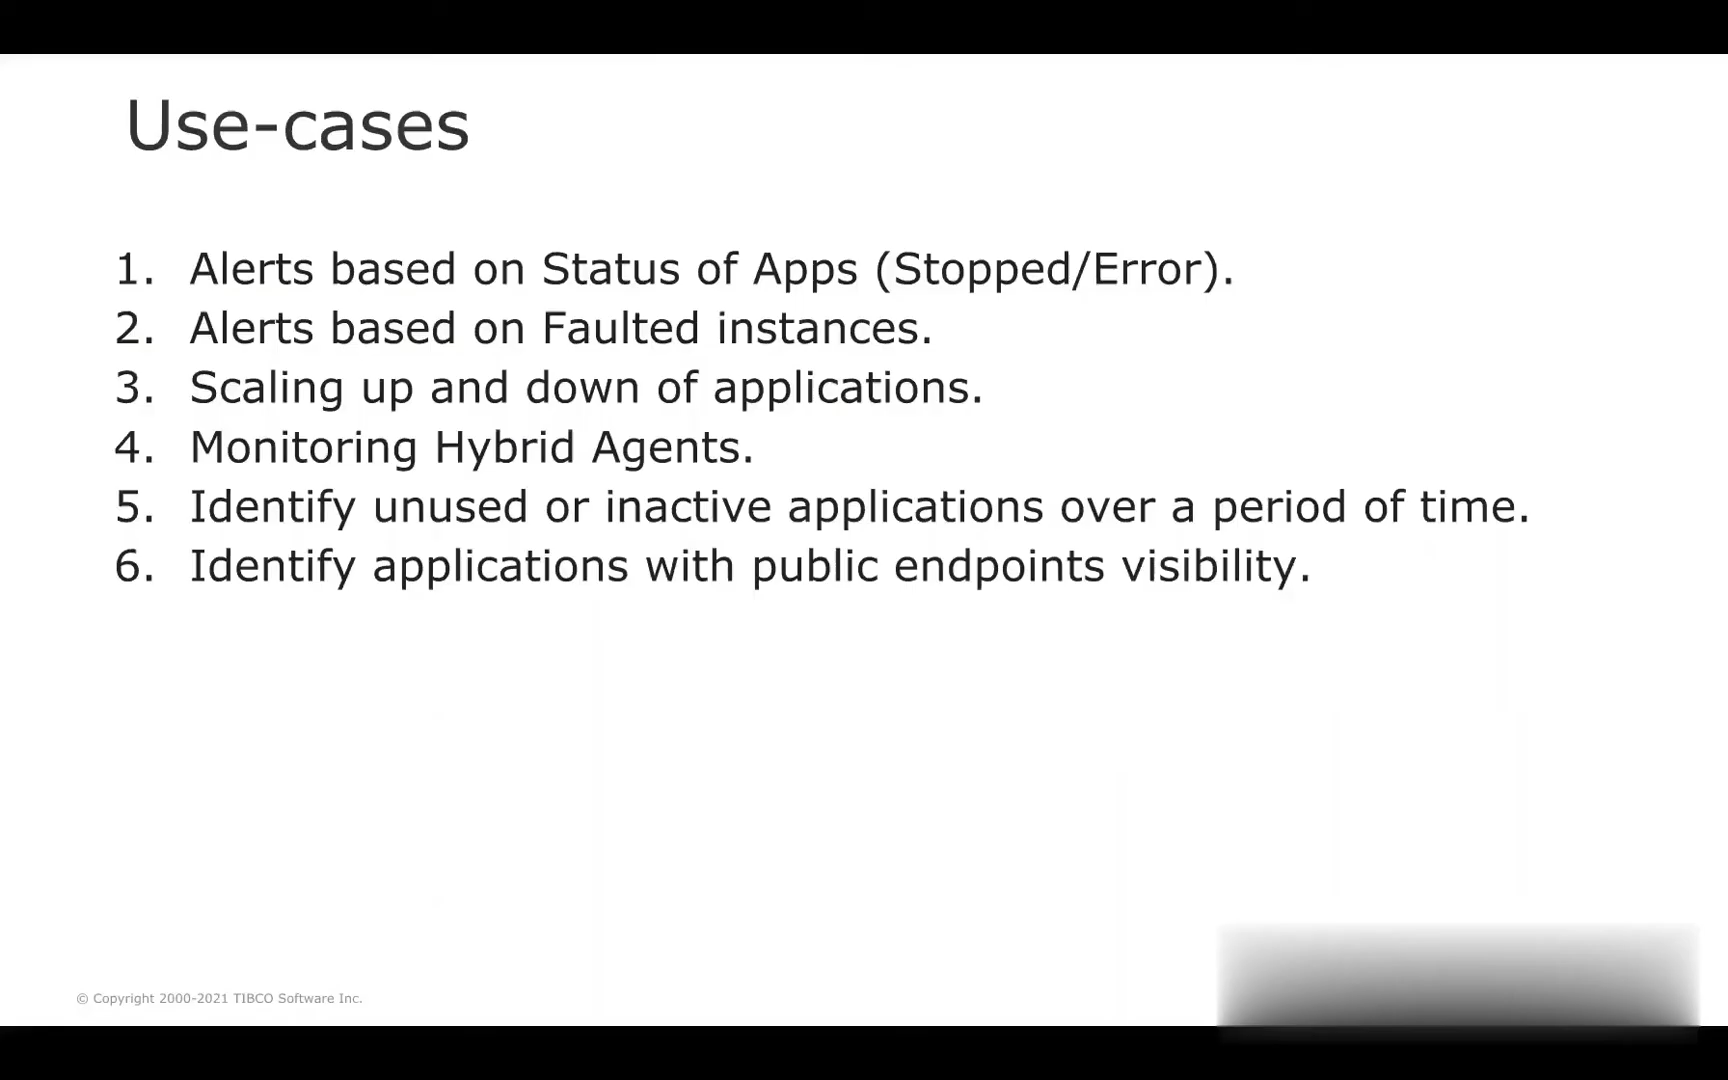 Use-cases
1. Alerts based on Status of Apps (Stopped/Error).
2. Alerts based on Faulted instances.
3. Scaling up and down of applications.
4. Monitoring Hybrid Agents.
5. Identify unused or inactive applications over a period of time.
6. Identify applications with public endpoints visibility.
© Copyright 2000-2021 TIBCO Software Inc.